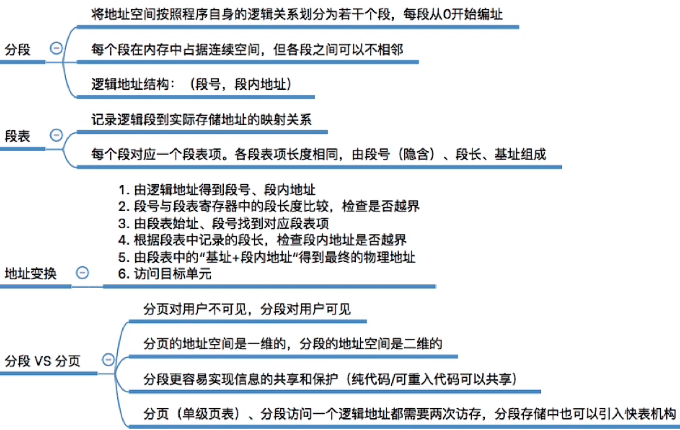 分段
将地址空间按照程序自身的逻辑关系划分为若干个段，每段从0开始编址
每个段在内存中占据连续空间，但各段之间可以不相邻
逻辑地址结构：（段号，段内地址）
段表
记录逻辑段到实际存储地址的映射关系
每个段对应一个段表项。各段表项长度相同，由段号（隐含）、段长、基址组成
地址变换
1. 由逻辑地址得到段号、段内地址
2. 段号与段表寄存器中的段长度比较，检查是否越界
3. 由段表始址、段号找到对应段表项
4. 根据段表中记录的段长，检查段内地址是否越界
5. 由段表中的“基址+段内地址”得到最终的物理地址
6. 访问目标单元
分段 VS 分页
分页对用户不可见，分段对用户可见
分页的地址空间是一维的，分段的地址空间是二维的
分段更容易实现信息的共享和保护（纯代码/可重入代码可以共享）
分页（单级页表）、分段访问一个逻辑地址都需要两次访存，分段存储中也可以引入快表机构